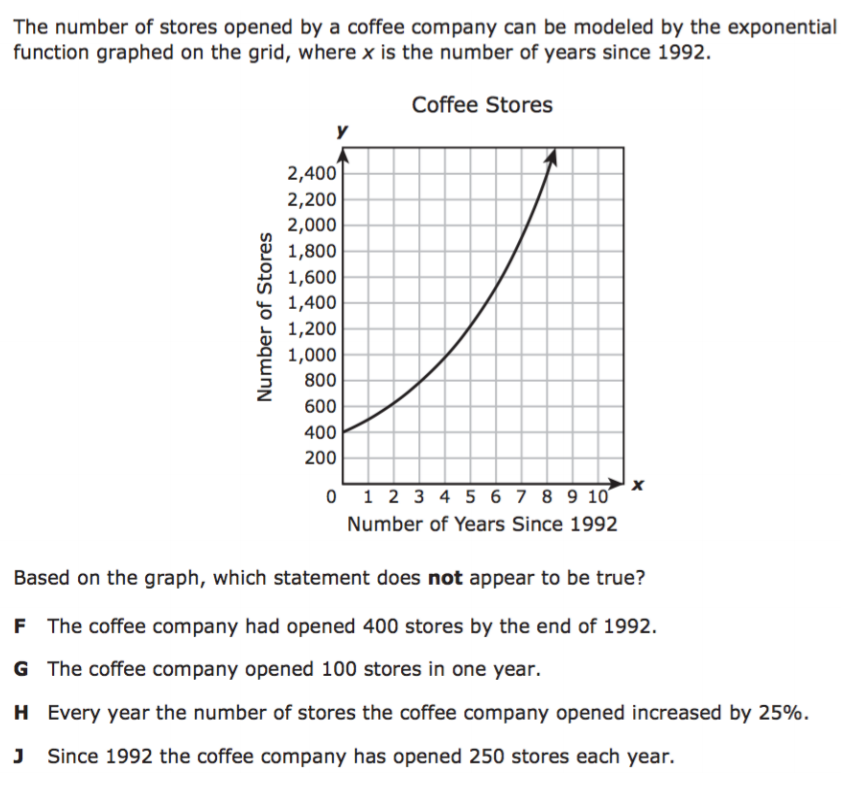 The number of stores opened by a coffee company can be modeled by the exponential
function graphed on the grid, where x is the number of years since 1992.
Coffee Stores
y
2,400
2,200
2,000
1,800
1,600
1,400
1,200
1,000
800
600
400
200
Number of Stores
0 1 2 3 4 5 6 7 8 9 10 x
Number of Years Since 1992
Based on the graph, which statement does not appear to be true?
F The coffee company had opened 400 stores by the end of 1992.
G The coffee company opened 100 stores in one year.
H Every year the number of stores the coffee company opened increased by 25%.
J Since 1992 the coffee company has opened 250 stores each year.